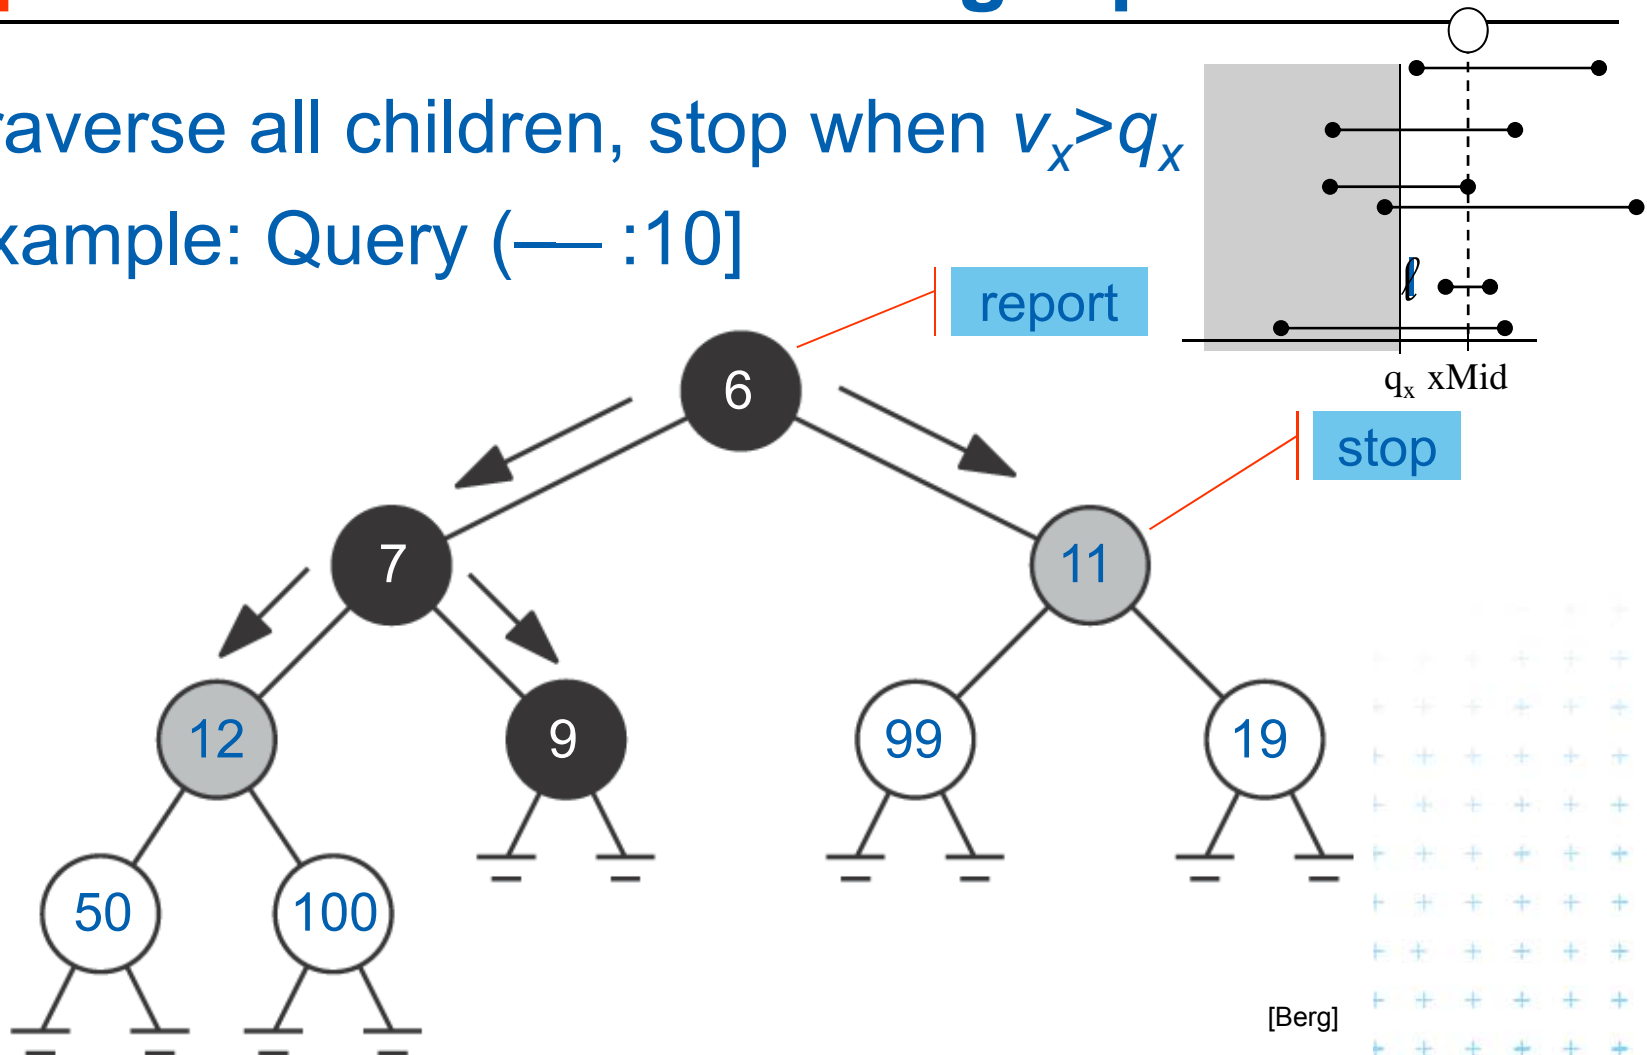 raverse all children, stop when vx>qx
xample: Query (— :10]
report
ℓ
6
qx xMid
stop
7
11
12
9
99
19
50
100
[Berg]